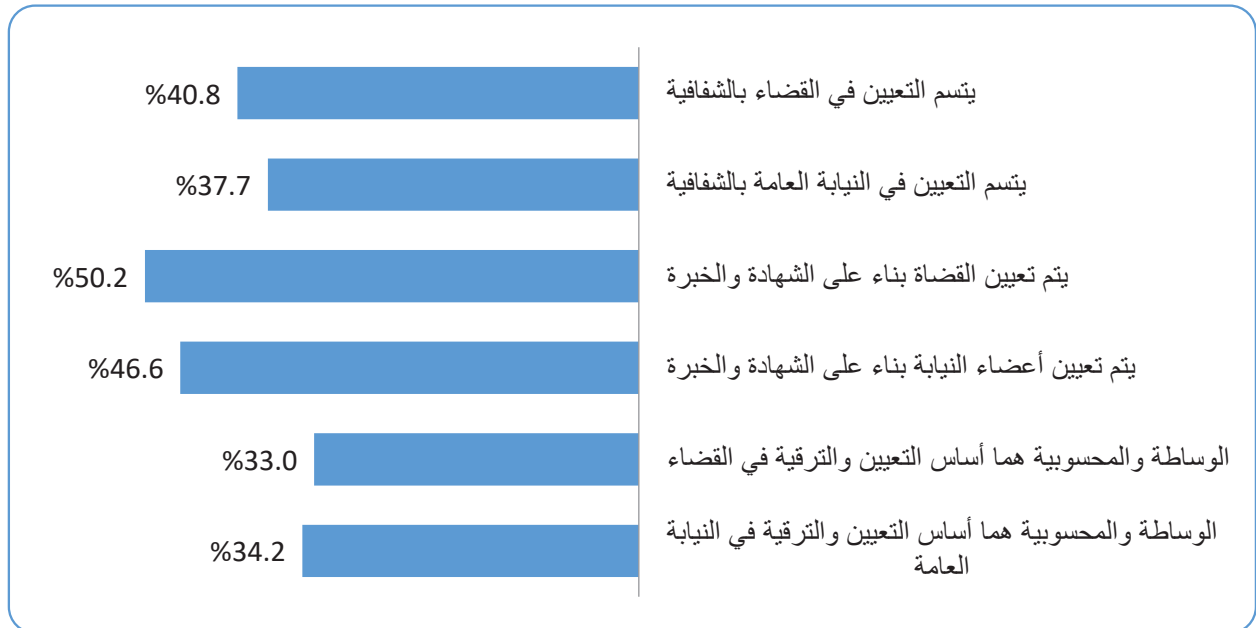 يتسم التعيين في القضاء بالشفافية
%40.8
يتسم التعيين في النيابة العامة بالشفافية
%37.7
يتم تعيين القضاة بناء على الشهادة والخبرة
%50.2
يتم تعيين أعضاء النيابة بناء على الشهادة والخبرة
%46.6
الوساطة والمحسوبية هما أساس التعيين والترقية في القضاء
%33.0
الوساطة والمحسوبية هما أساس التعيين والترقية في النيابة
العامة
%34.2